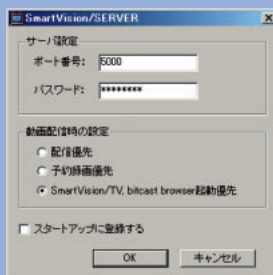 SmartVision/SERVER
サーバ設定
ポート番号: 5000
パスワード: ********
動画配信時の設定
配信優先
予約録画優先
SmartVision/TV, bitcast browser起動優先
スタートアップに登録する
OK キャンセル